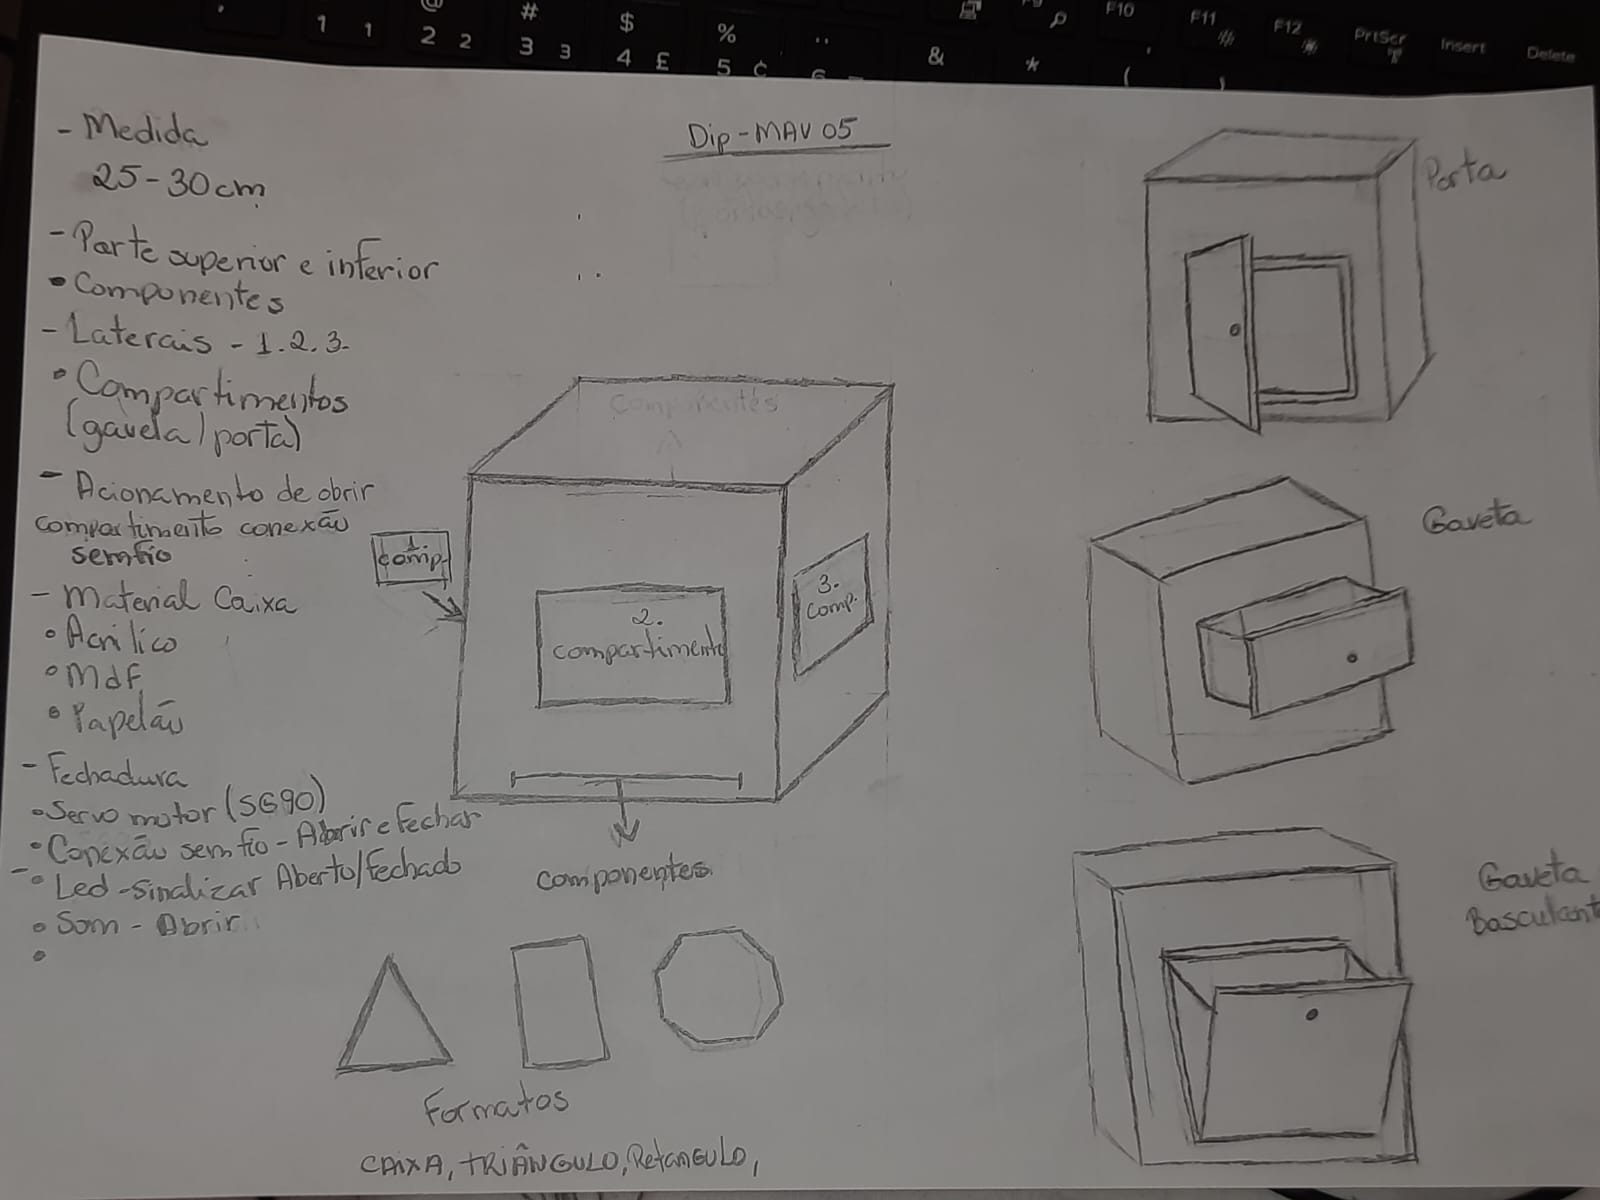 # $ % ¨ & * ( )
1 1 2 2 3 3 4 £ 5 ¢ 6
F10 F11 F12 PrtScr Insert Delete
Dip-MAV 05
- Medida
25-30cm
- Parte superior e inferior
• Componentes
- Laterais - 1.2.3.
• Compartimentos
(gaveta/porta)
- Acionamento de abrir
compartimento conexão
sem fio
- Material Caixa
• Acrílico
• Mdf
• Papelão
- Fechadura
• Servo motor (SG90)
• Conexão sem fio - Abrir e Fechar
- • Led - sinalizar Aberto/Fechado
• Som - Abrir
•
Componentes
1
comp.
2.
compartimento
3.
comp.
componentes
Formatos
CAIXA, TRIÂNGULO, RetANGULO,
Porta
Gaveta
Gaveta
Basculant